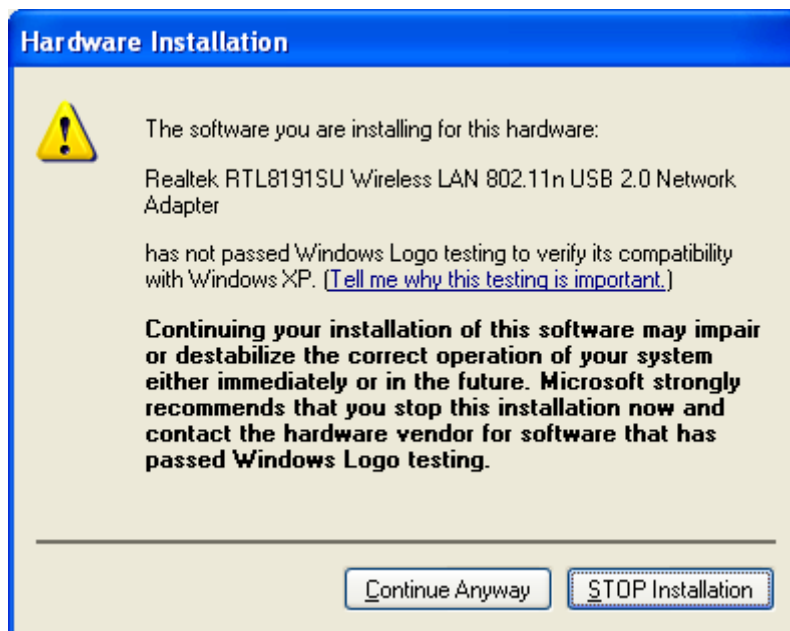 Hardware Installation
The software you are installing for this hardware:
Realtek RTL8191SU Wireless LAN 802.11n USB 2.0 Network
Adapter
has not passed Windows Logo testing to verify its compatibility
with Windows XP. (Tell me why this testing is important.)
Continuing your installation of this software may impair
or destabilize the correct operation of your system
either immediately or in the future. Microsoft strongly
recommends that you stop this installation now and
contact the hardware vendor for software that has
passed Windows Logo testing.
Continue Anyway STOP Installation